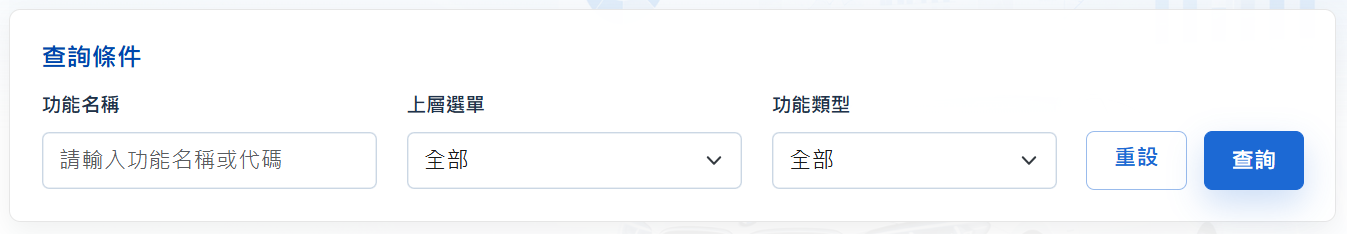 查詢條件
功能名稱
上層選單
功能類型
請輸入功能名稱或代碼
全部
全部
重設
查詢